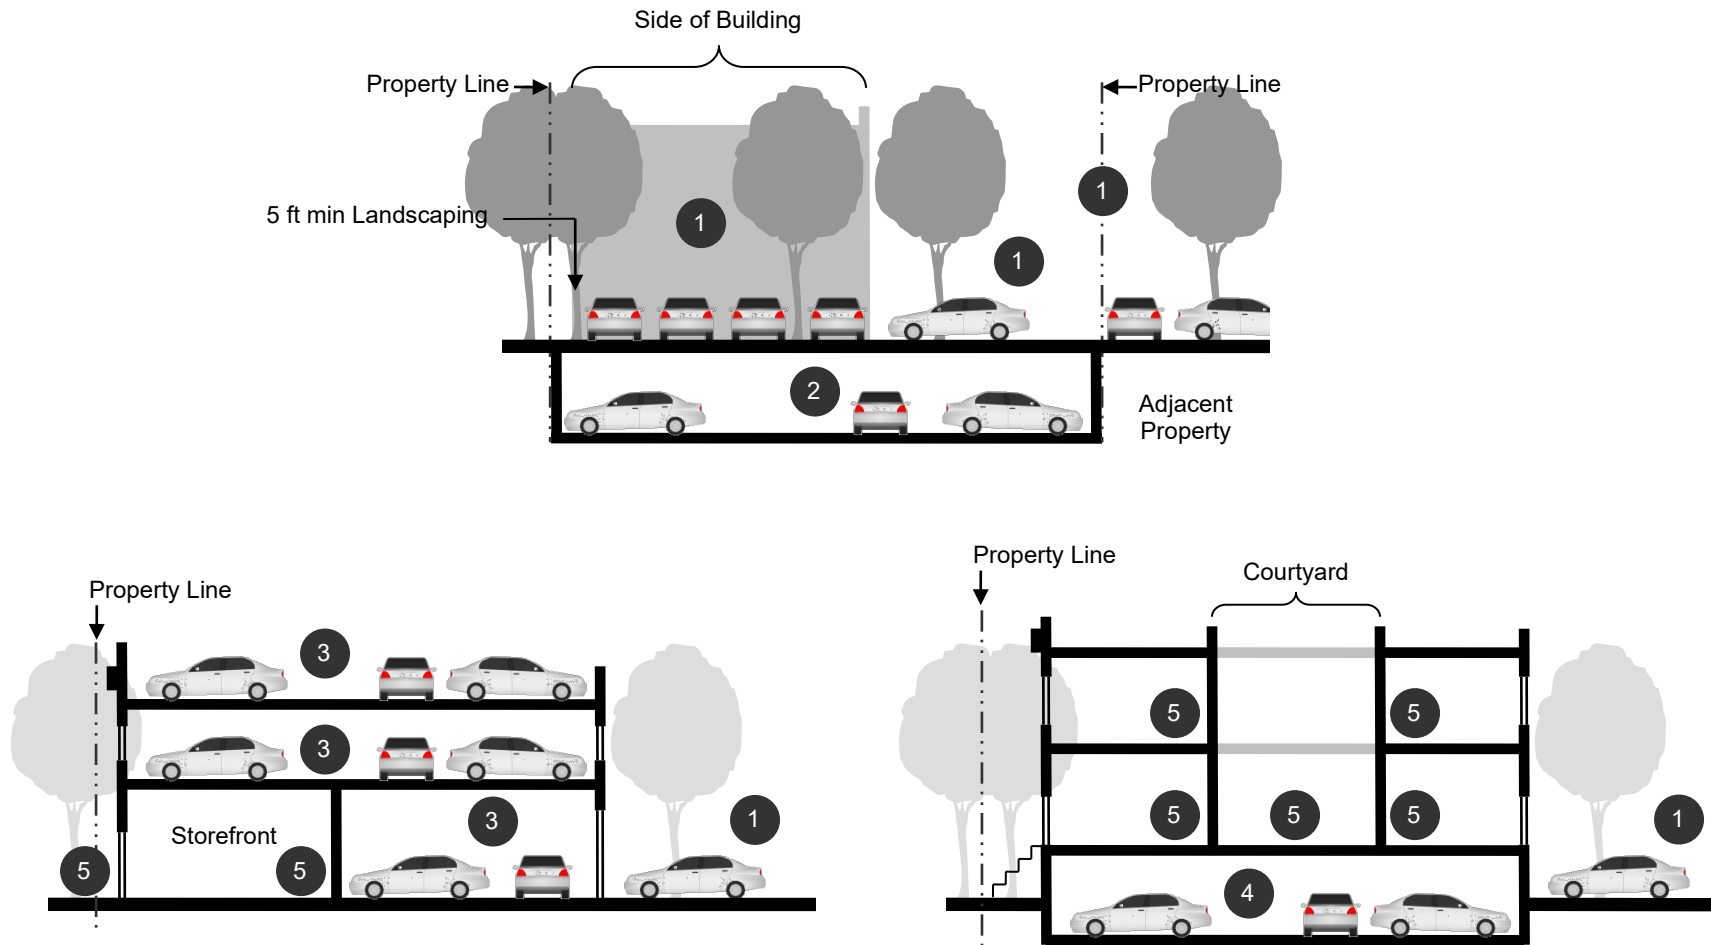 Side of Building
Property Line
Property Line
1
5 ft min Landscaping
1
1
2
Adjacent
Property
Property Line
3
3
3
1
Storefront
5
5
Property Line
Courtyard
5
5
5
5
5
1
4